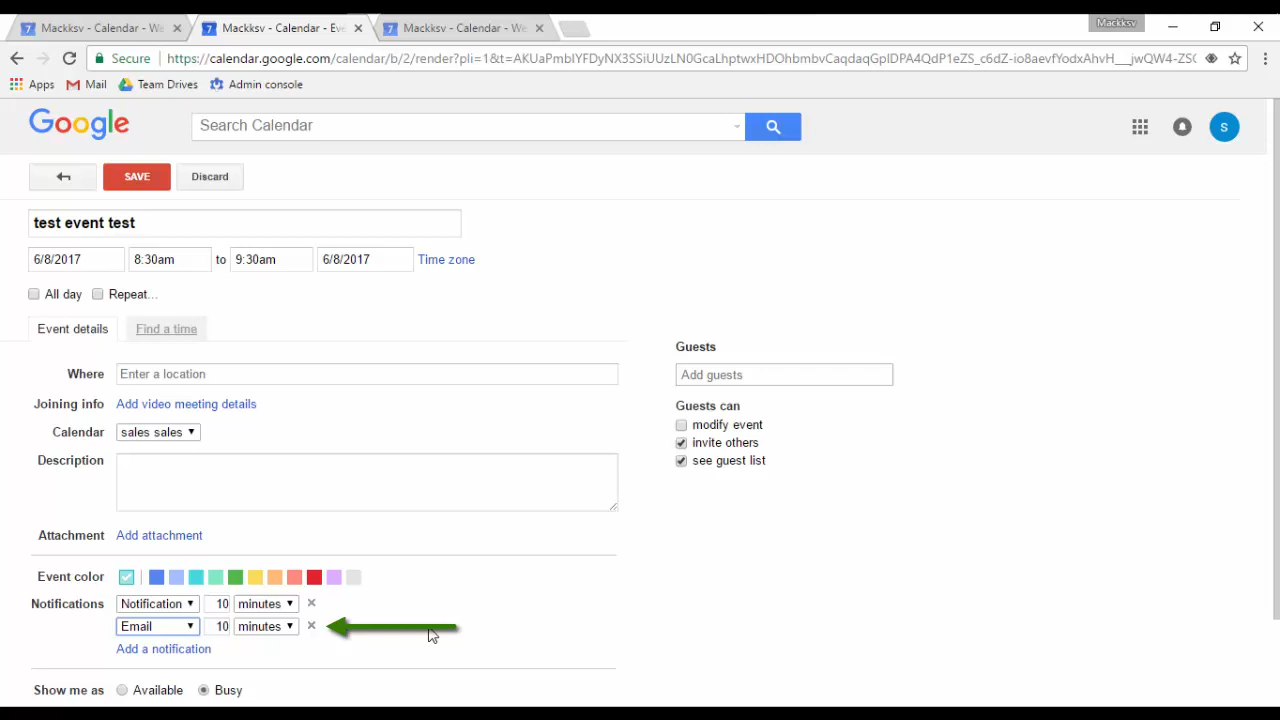 Mackksv
Mackksv - Calendar - We
Mackksv - Calendar - Eve
Mackksv - Calendar - We
Secure https://calendar.google.com/calendar/b/2/render?pli=1&t=
Apps Mail Team Drives Admin console
Google Search Calendar S
SAVE Discard
test event test
6/8/2017 8:30am to 9:30am 6/8/2017 Time zone
All day Repeat...
Event details Find a time
Guests
Where Enter a location
Add guests
Joining info Add video meeting details
Guests can
modify event
Calendar sales sales
invite others
Description
see guest list
Attachment Add attachment
Event color
Notifications Notification 10 minutes
Email 10 minutes
Add a notification
Show me as Available Busy